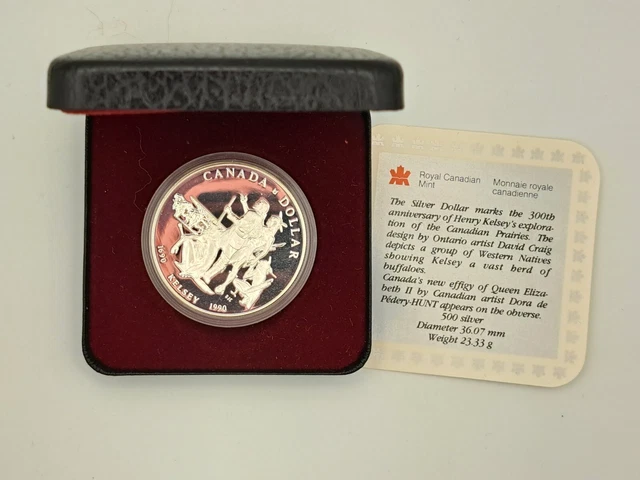 CANADA DOLLAR
1690 KELSEY 1990
Royal Canadian
Mint
Monnaie royale
canadienne
The Silver Dollar marks the 300th
anniversary of Henry Kelsey's explora-
tion of the Canadian Prairies. The
design by Ontario artist David Craig
depicts a group of Western Natives
showing Kelsey a vast herd of
buffaloes.
Canada's new effigy of Queen Eliza-
beth II by Canadian artist Dora de
Pédery-HUNT appears on the obverse.
500 silver
Diameter 36.07 mm
Weight 23.33 g